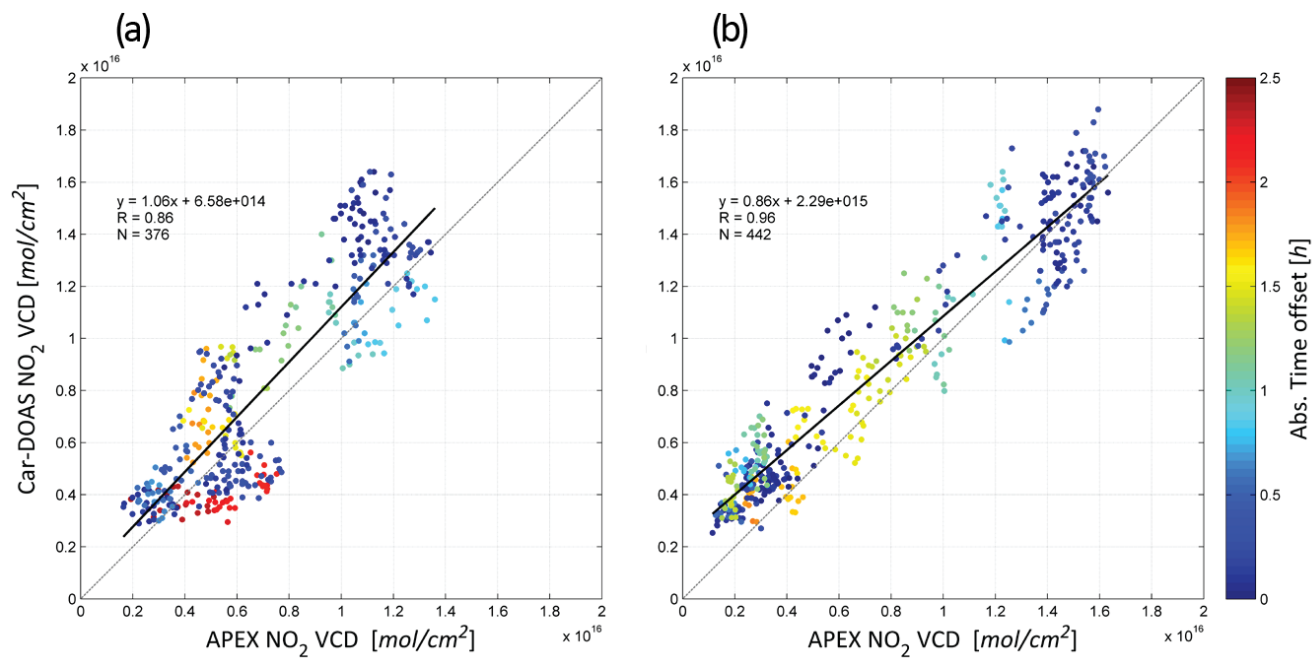 (a)
(b)
x 10^16
2
1.8
1.6
1.4
1.2
1
0.8
0.6
0.4
0.2
0
Car-DOAS NO₂ VCD [mol/cm²]
y = 1.06x + 6.58e+014
R = 0.86
N = 376
0 0.2 0.4 0.6 0.8 1 1.2 1.4 1.6 1.8 2
APEX NO₂ VCD [mol/cm²]
x 10^16
x 10^16
2
1.8
1.6
1.4
1.2
1
0.8
0.6
0.4
0.2
0
y = 0.86x + 2.29e+015
R = 0.96
N = 442
0 0.2 0.4 0.6 0.8 1 1.2 1.4 1.6 1.8 2
APEX NO₂ VCD [mol/cm²]
x 10^16
2.5
2
1.5
1
0.5
0
Abs. Time offset [h]